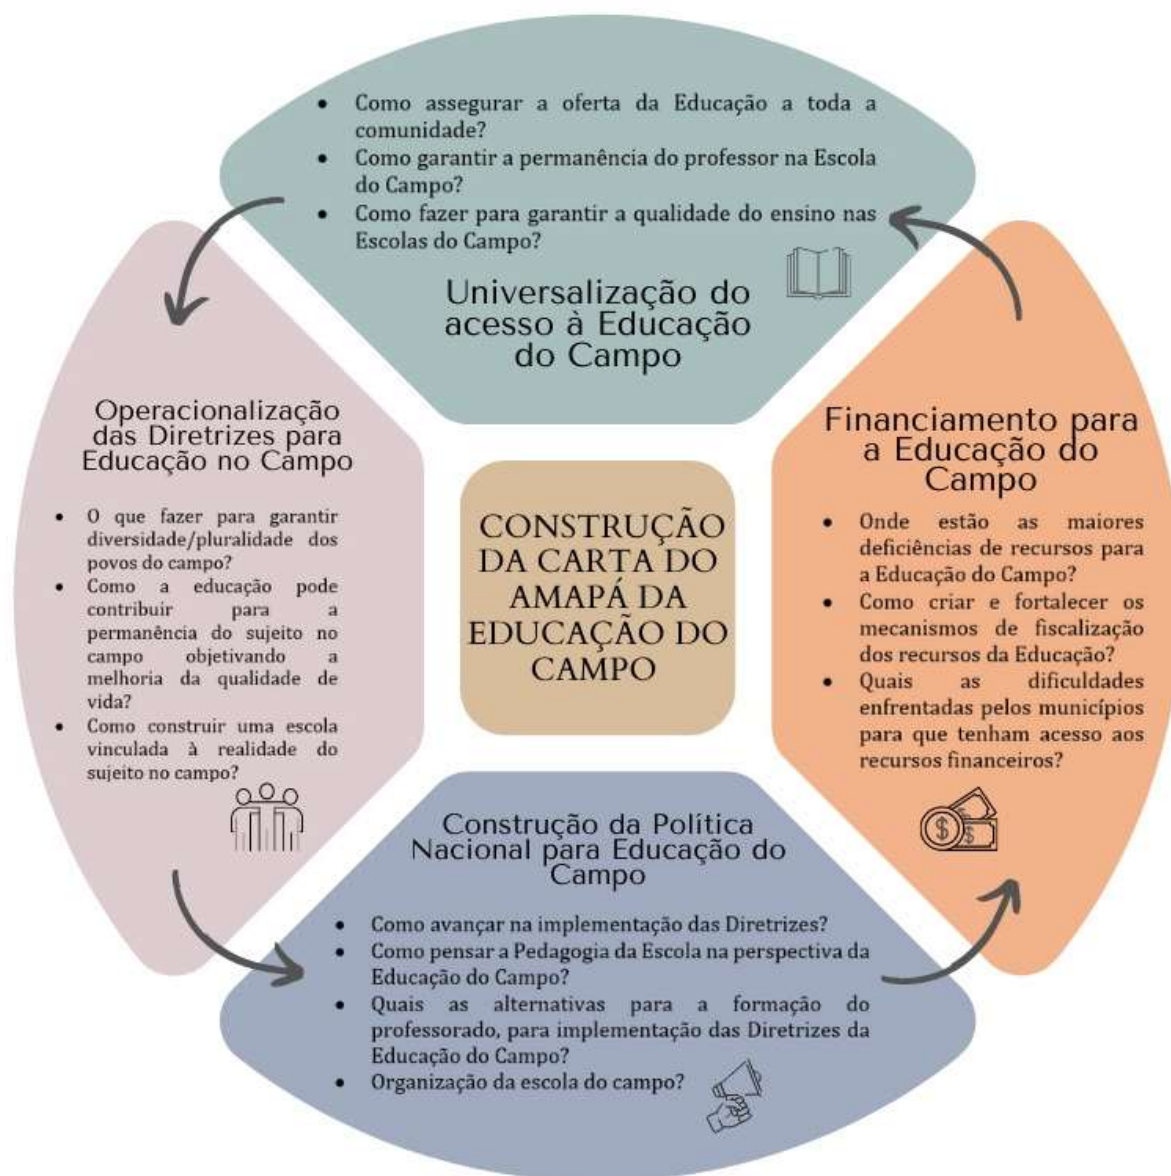 • Como assegurar a oferta da Educação a toda a
comunidade?
• Como garantir a permanência do professor na Escola
do Campo?
• Como fazer para garantir a qualidade do ensino nas
Escolas do Campo?
Universalização do
acesso à Educação
do Campo
Operacionalização
das Diretrizes para
Educação no Campo
• O que fazer para garantir
diversidade/pluralidade dos
povos do campo?
• Como a educação pode
contribuir para a
permanência do sujeito no
campo objetivando a
melhoria da qualidade de
vida?
• Como construir uma escola
vinculada à realidade do
sujeito no campo?
CONSTRUÇÃO
DA CARTA DO
AMAPÁ DA
EDUCAÇÃO DO
CAMPO
Financiamento para
a Educação do
Campo
• Onde estão as maiores
deficiências de recursos para
a Educação do Campo?
• Como criar e fortalecer os
mecanismos de fiscalização
dos recursos da Educação?
• Quais as dificuldades
enfrentadas pelos municípios
para que tenham acesso aos
recursos financeiros?
$ $
Construção da Política
Nacional para Educação do
Campo
• Como avançar na implementação das Diretrizes?
• Como pensar a Pedagogia da Escola na perspectiva da
Educação do Campo?
• Quais as alternativas para a formação do
professorado, para implementação das Diretrizes da
Educação do Campo?
• Organização da escola do campo?